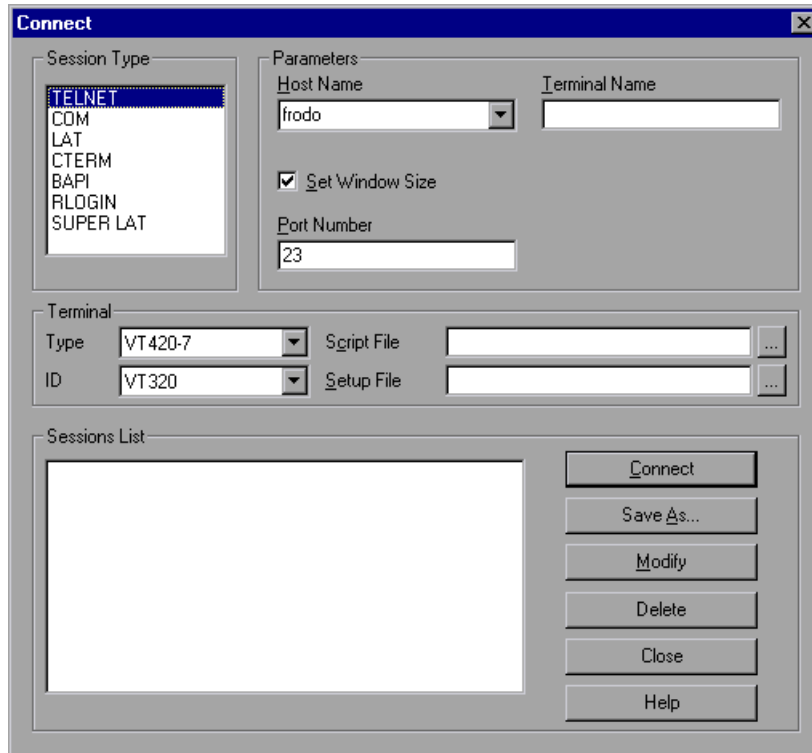 Connect
Session Type
TELNET
COM
LAT
CTERM
BAPI
RLOGIN
SUPER LAT
Parameters
Host Name
frodo
Terminal Name
Set Window Size
Port Number
23
Terminal
Type
VT420-7
Script File
...
ID
VT320
Setup File
...
Sessions List
Connect
Save As...
Modify
Delete
Close
Help